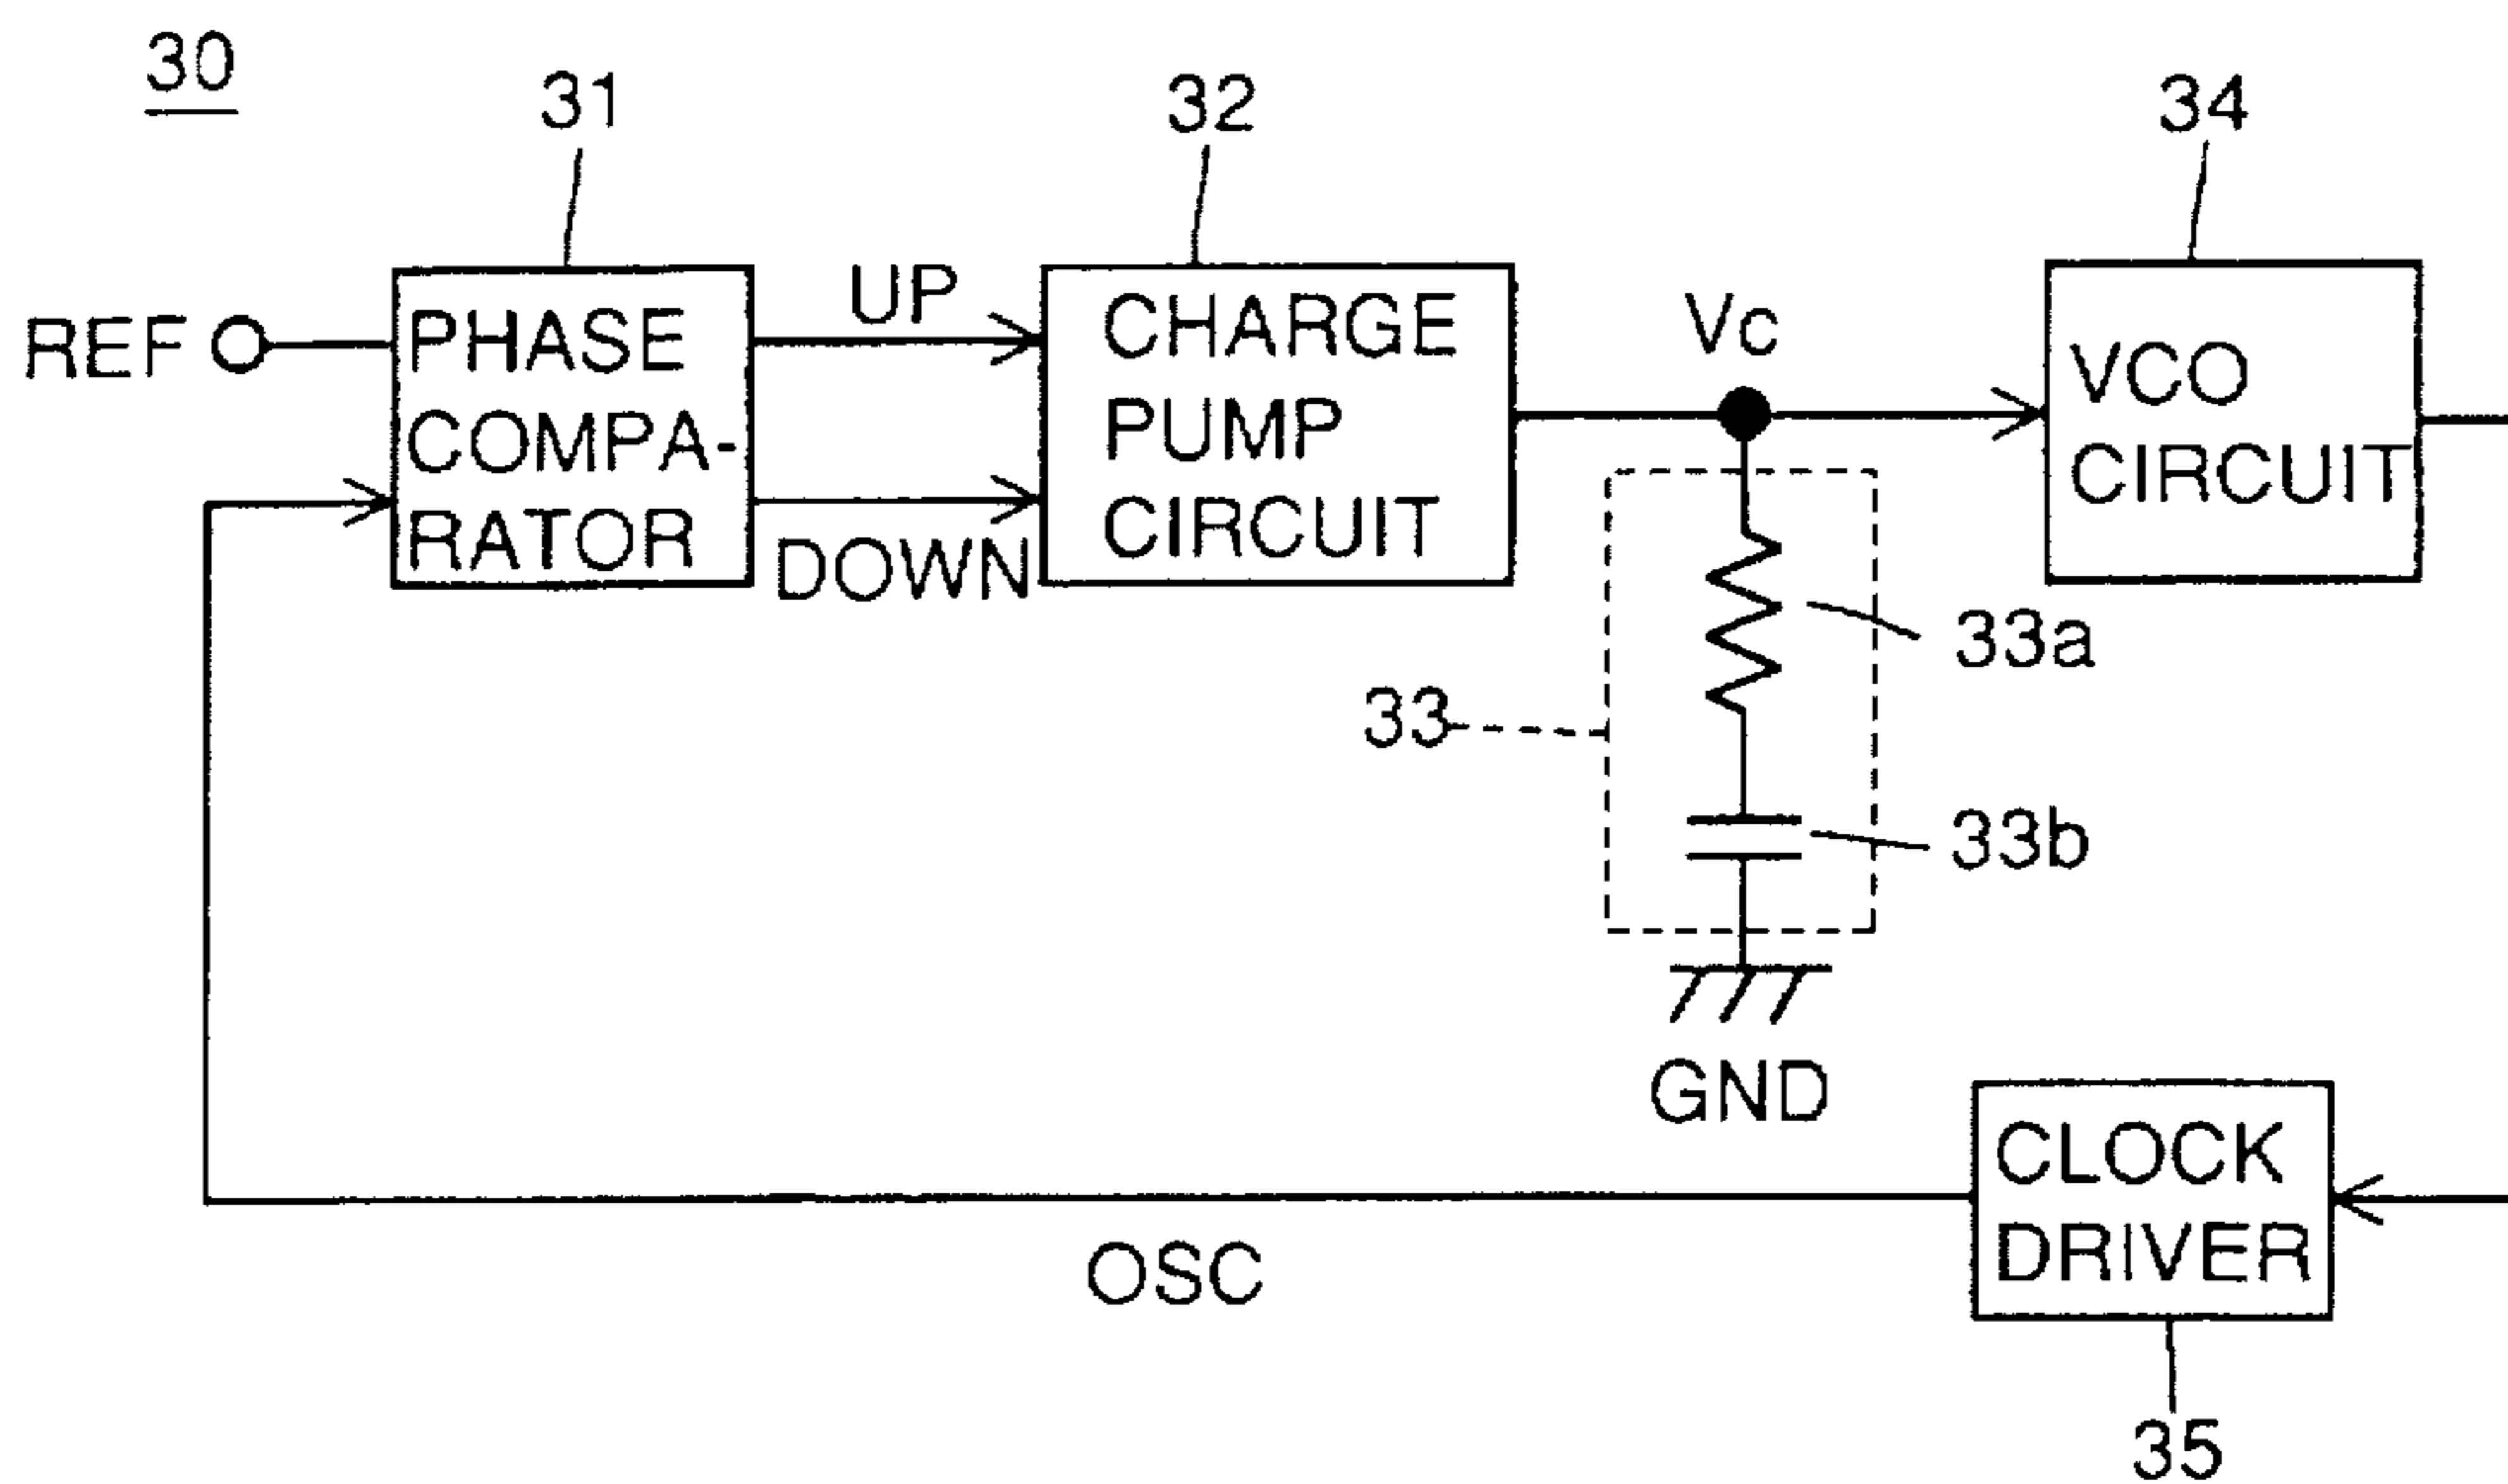 30
31
32
34
REF
PHASE
COMPA-
RATOR
UP
DOWN
CHARGE
PUMP
CIRCUIT
Vc
VCO
CIRCUIT
33a
33
33b
GND
CLOCK
DRIVER
OSC
35